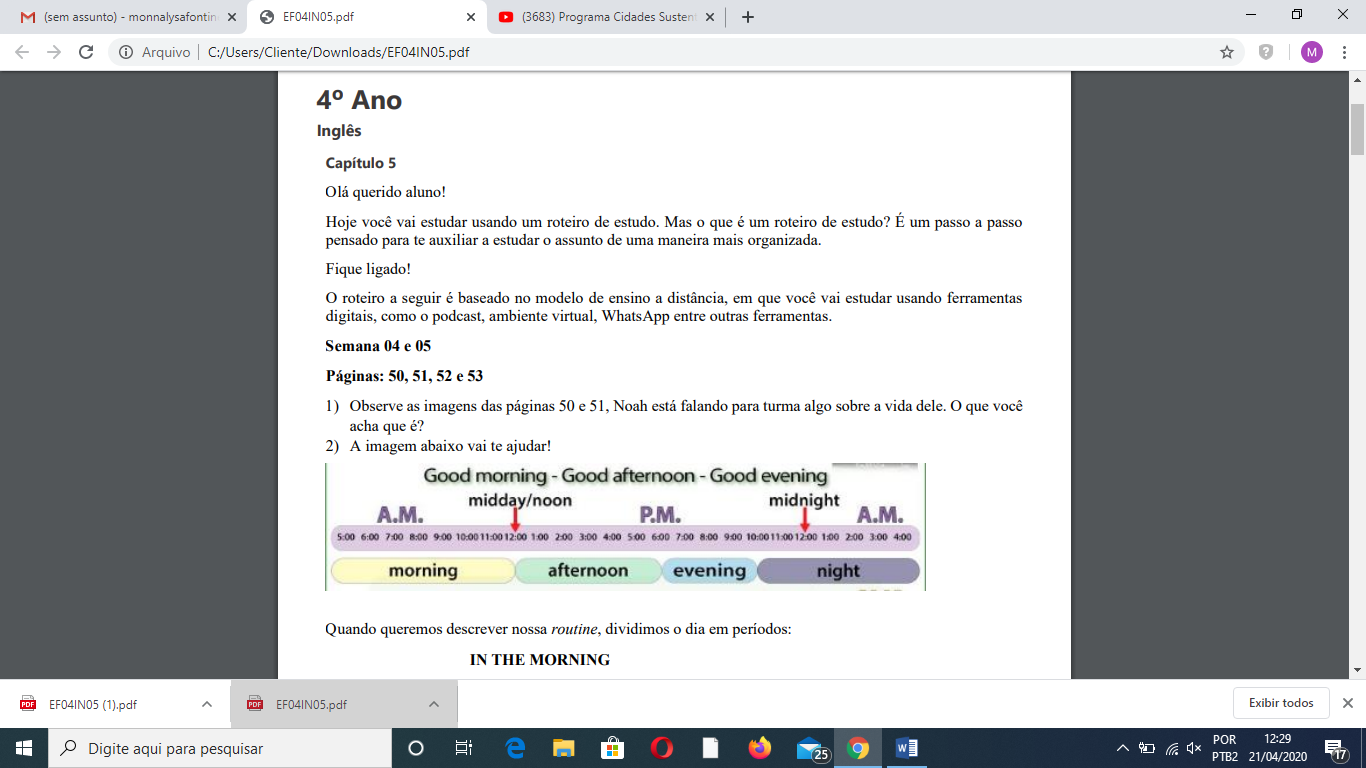 (sem assunto) - monnalysafontin
EF04IN05.pdf
(3683) Programa Cidades Susten
Arquivo
C:/Users/Cliente/Downloads/EF04IN05.pdf
M
4º Ano
Inglês
Capítulo 5
Olá querido aluno!
Hoje você vai estudar usando um roteiro de estudo. Mas o que é um roteiro de estudo? É um passo a passo
pensado para te auxiliar a estudar o assunto de uma maneira mais organizada.
Fique ligado!
O roteiro a seguir é baseado no modelo de ensino a distância, em que você vai estudar usando ferramentas
digitais, como o podcast, ambiente virtual, WhatsApp entre outras ferramentas.
Semana 04 e 05
Páginas: 50, 51, 52 e 53
1) Observe as imagens das páginas 50 e 51, Noah está falando para turma algo sobre a vida dele. O que você
acha que é?
2) A imagem abaixo vai te ajudar!
Good morning - Good afternoon - Good evening
midday/noon midnight
A.M. P.M. A.M.
5:00 6:00 7:00 8:00 9:00 10:00 11:00 12:00 1:00 2:00 3:00 4:00 5:00 6:00 7:00 8:00 9:00 10:00 11:00 12:00 1:00 2:00 3:00 4:00
morning afternoon evening night
Quando queremos descrever nossa routine, dividimos o dia em períodos:
IN THE MORNING
EF04IN05 (1).pdf
EF04IN05.pdf
Exibir todos
Digite aqui para pesquisar
25
POR
PTB2
12:29
21/04/2020
17